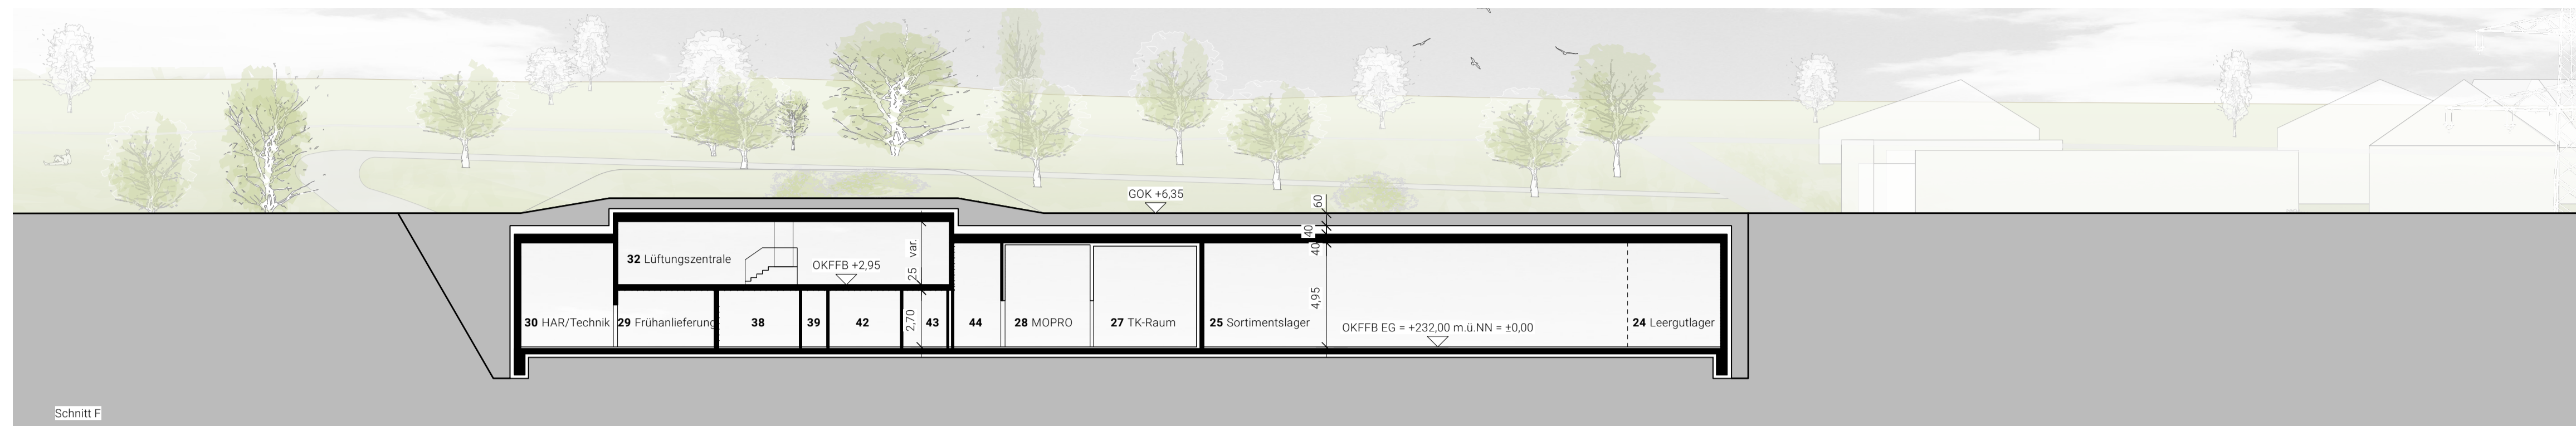 GOK +6,35
60
40
40
32 Lüftungszentrale
OKFFB +2,95
25 var.
4,95
2,70
30 HAR/Technik
29 Frühanlieferung
38
39
42
43
44
28 MOPRO
27 TK-Raum
25 Sortimentslager
OKFFB EG = +232,00 m.ü.NN = ±0,00
24 Leergutlager
Schnitt F